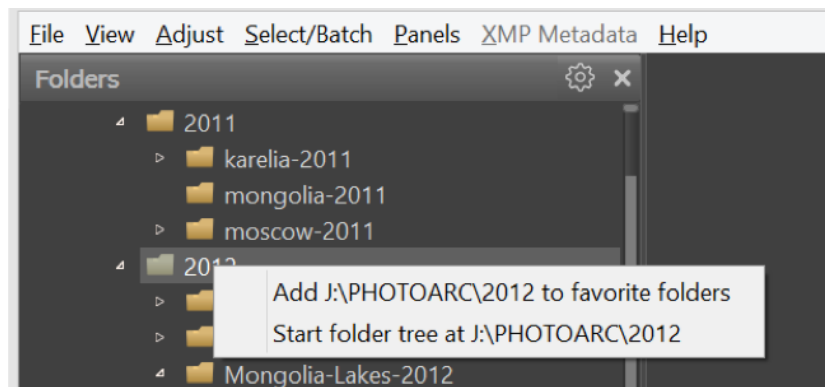 File View Adjust Select/Batch Panels XMP Metadata Help
Folders
2011
karelia-2011
mongolia-2011
moscow-2011
2012
Add J:\PHOTOARC\2012 to favorite folders
Start folder tree at J:\PHOTOARC\2012
Mongolia-Lakes-2012